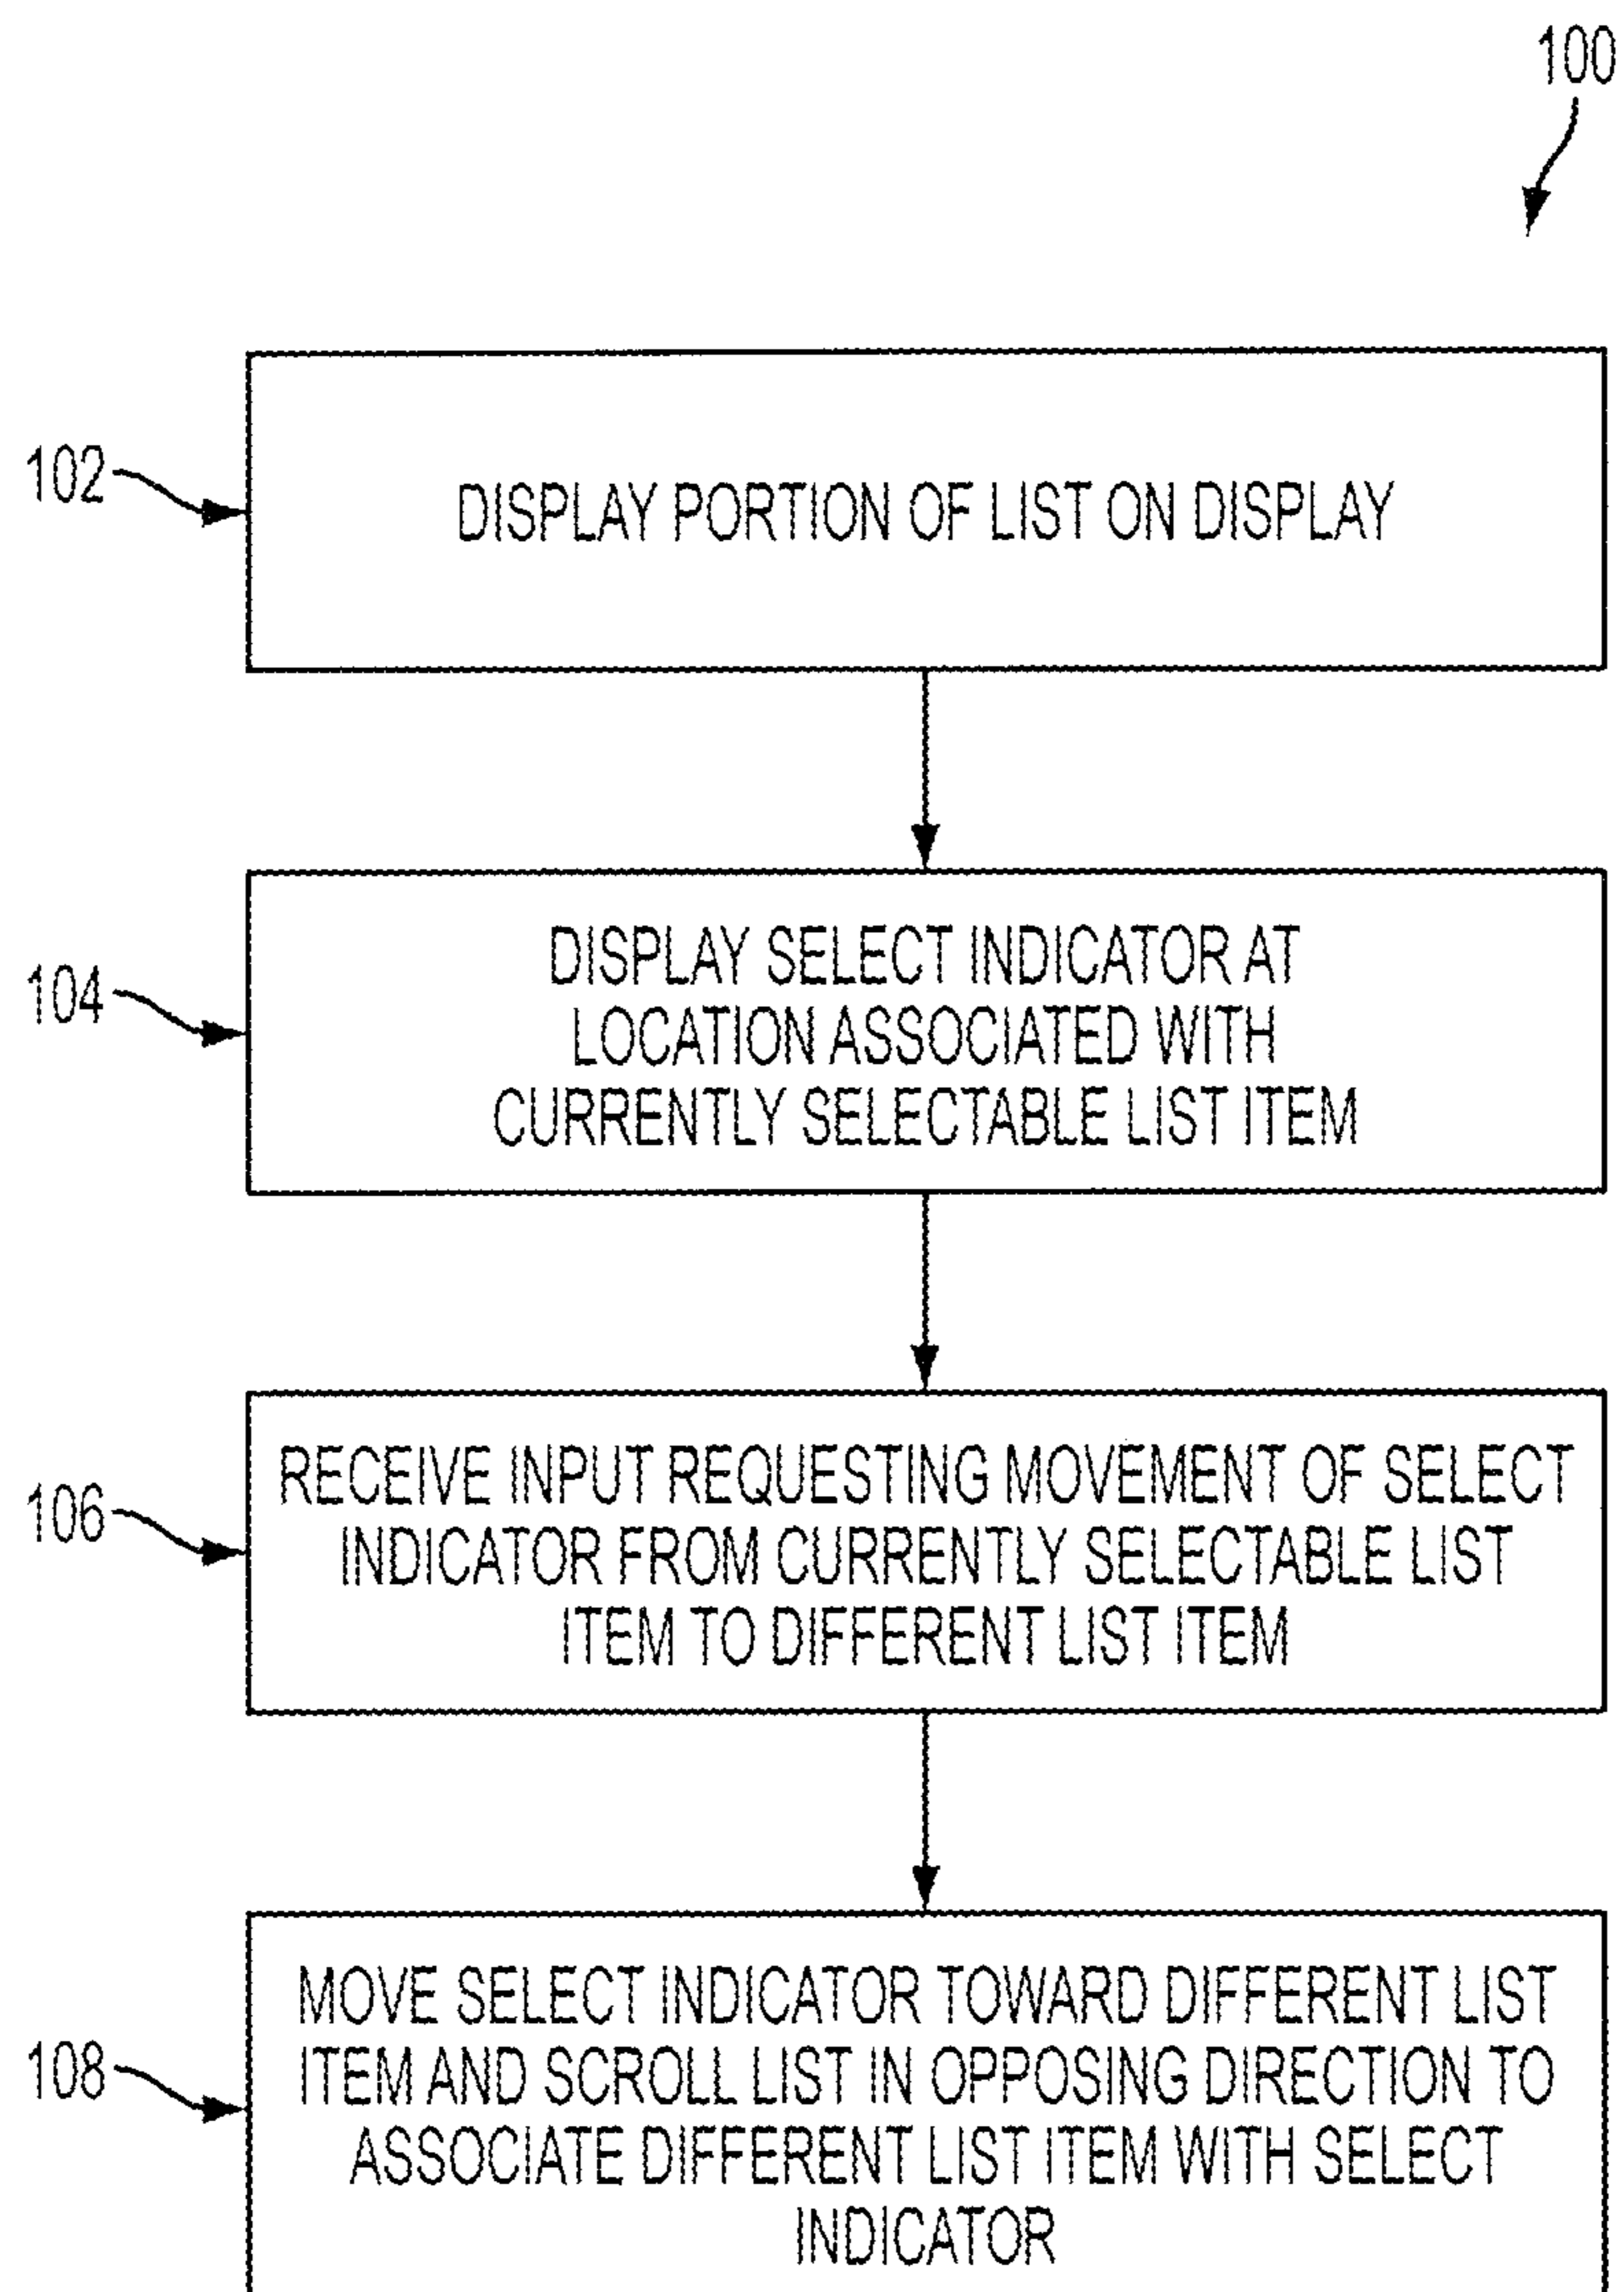 100
102
DISPLAY PORTION OF LIST ON DISPLAY
104
DISPLAY SELECT INDICATOR AT
LOCATION ASSOCIATED WITH
CURRENTLY SELECTABLE LIST ITEM
106
RECEIVE INPUT REQUESTING MOVEMENT OF SELECT
INDICATOR FROM CURRENTLY SELECTABLE LIST
ITEM TO DIFFERENT LIST ITEM
108
MOVE SELECT INDICATOR TOWARD DIFFERENT LIST
ITEM AND SCROLL LIST IN OPPOSING DIRECTION TO
ASSOCIATE DIFFERENT LIST ITEM WITH SELECT
INDICATOR